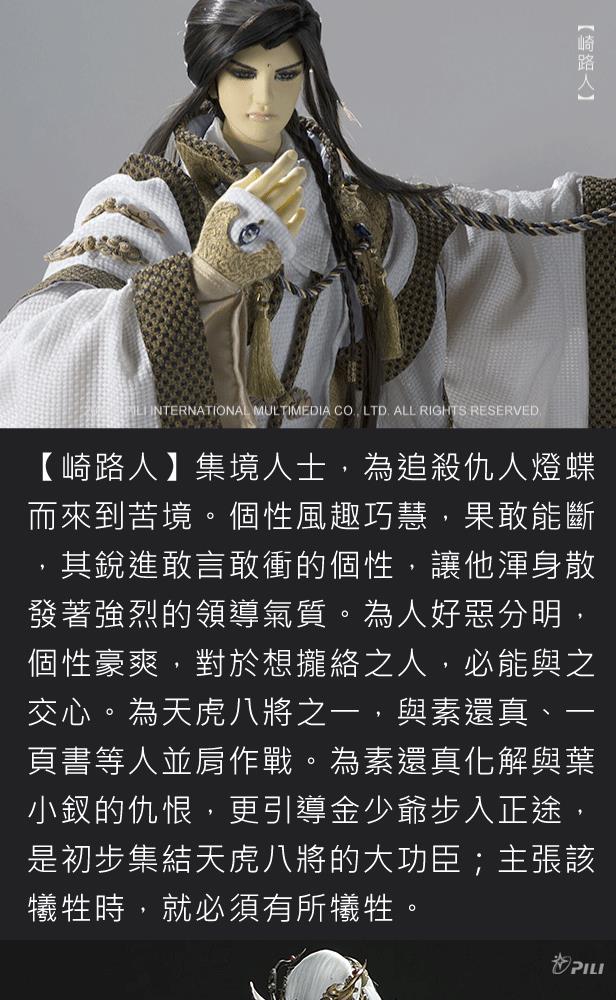 【崎路人】
PILI INTERNATIONAL MULTIMEDIA CO., LTD. ALL RIGHTS RESERVED.
【崎路人】集境人士，為追殺仇人燈蝶
而來到苦境。個性風趣巧慧，果敢能斷
，其銳進敢言敢衝的個性，讓他渾身散
發著強烈的領導氣質。為人好惡分明，
個性豪爽，對於想攏絡之人，必能與之
交心。為天虎八將之一，與素還真、一
頁書等人並肩作戰。為素還真化解與葉
小釵的仇恨，更引導金少爺步入正途，
是初步集結天虎八將的大功臣；主張該
犧牲時，就必須有所犧牲。
PILI